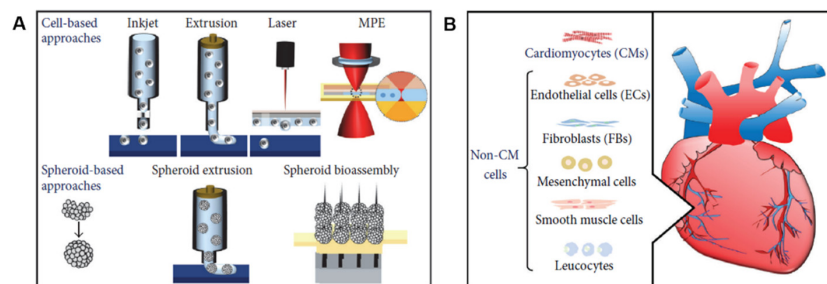 A
Cell-based
approaches
Inkjet
Extrusion
Laser
MPE
Spheroid-based
approaches
Spheroid extrusion
Spheroid bioassembly
B
Cardiomyocytes (CMs)
Non-CM
cells
Endothelial cells (ECs)
Fibroblasts (FBs)
Mesenchymal cells
Smooth muscle cells
Leucocytes